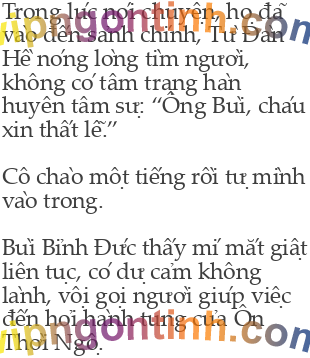 Trong lúc nói chuyện, họ đã
vào đến sảnh chính, Từ Đan
Hề nóng lòng tìm người,
không có tâm trạng hàn
huyên tâm sự: “Ông Bùi, cháu
xin thất lễ.”
Cô chào một tiếng rồi tự mình
vào trong.
Bùi Bỉnh Đức thấy mí mắt giật
liên tục, có dự cảm không
lành, vội gọi người giúp việc
đến hỏi hành tung của Ôn
Thời Ngộ.
vipngontinh.com
vipngontinh.com